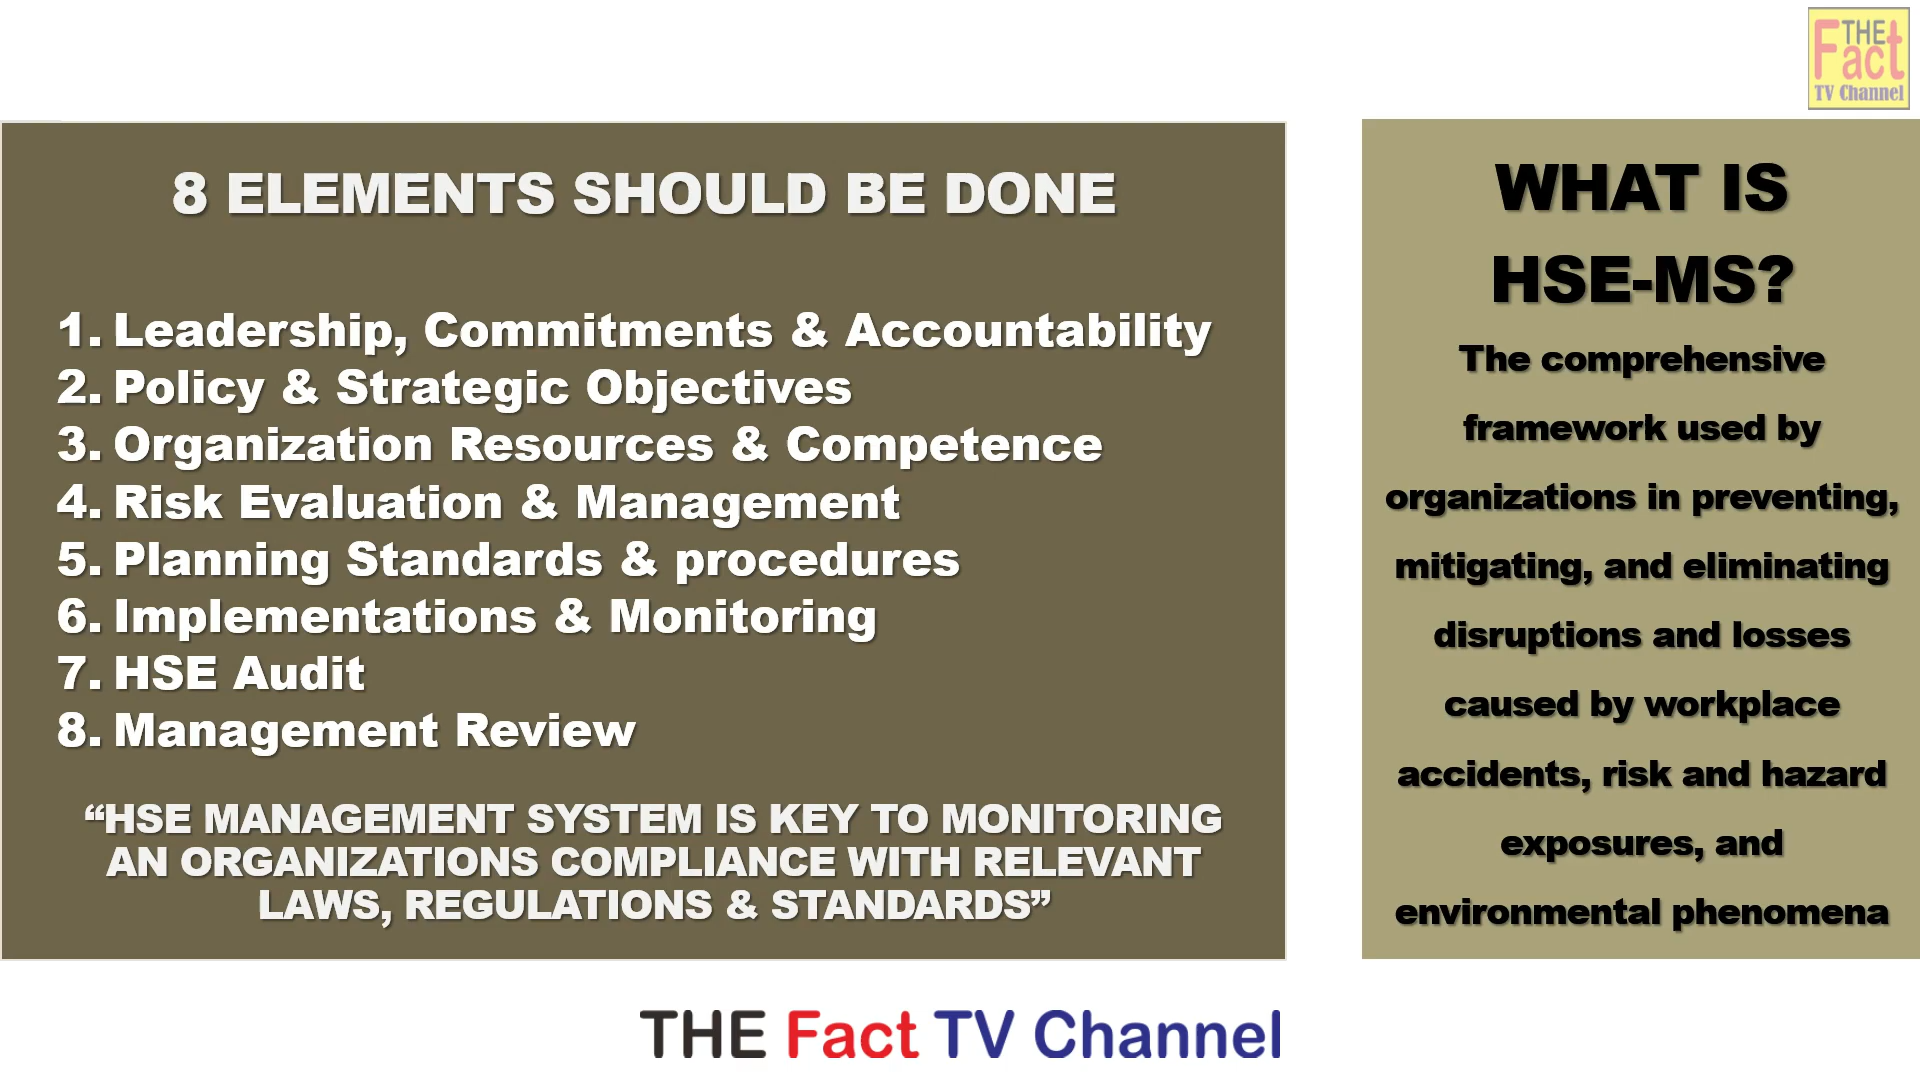 THE
Fact
TV Channel
8 ELEMENTS SHOULD BE DONE
1. Leadership, Commitments & Accountability
2. Policy & Strategic Objectives
3. Organization Resources & Competence
4. Risk Evaluation & Management
5. Planning Standards & procedures
6. Implementations & Monitoring
7. HSE Audit
8. Management Review
“HSE MANAGEMENT SYSTEM IS KEY TO MONITORING
AN ORGANIZATIONS COMPLIANCE WITH RELEVANT
LAWS, REGULATIONS & STANDARDS”
WHAT IS
HSE-MS?
The comprehensive
framework used by
organizations in preventing,
mitigating, and eliminating
disruptions and losses
caused by workplace
accidents, risk and hazard
exposures, and
environmental phenomena
THE Fact TV Channel